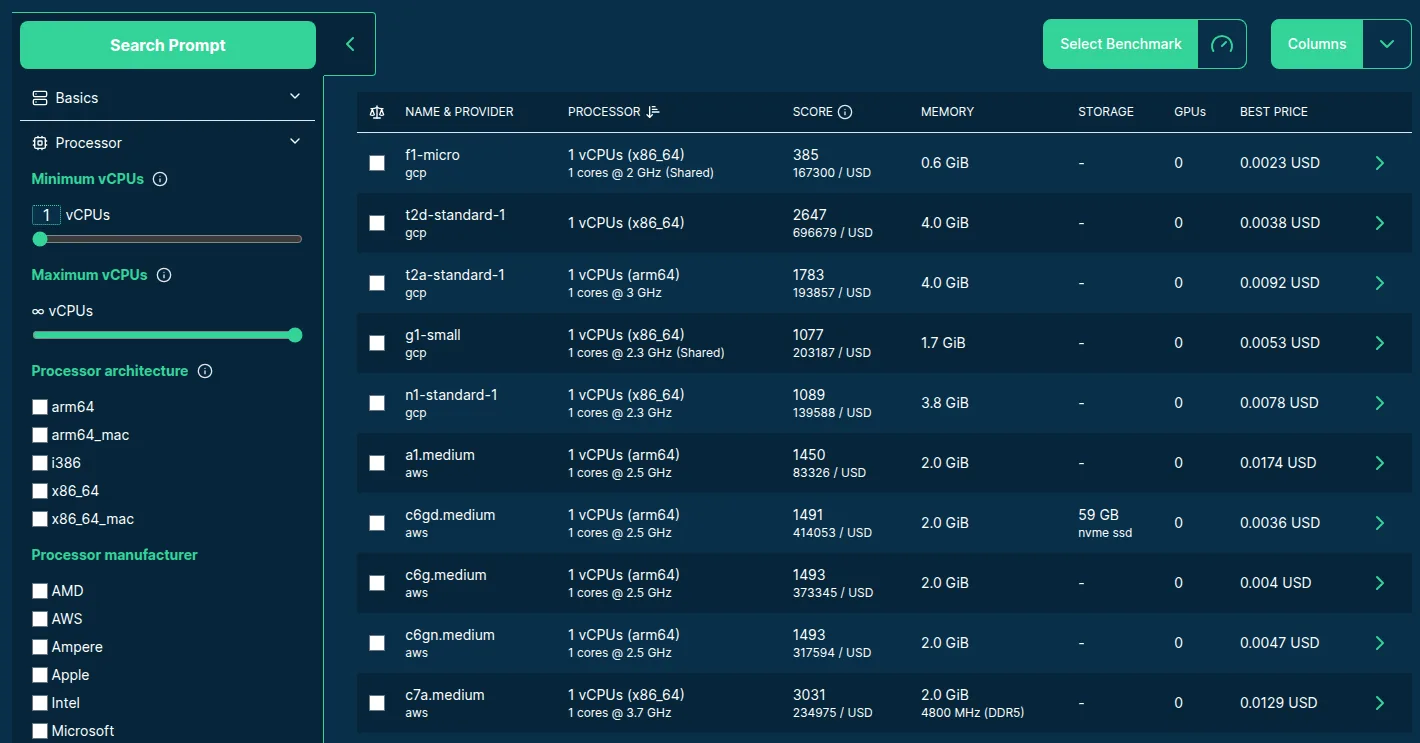 Search Prompt
Select Benchmark
Columns
Basics
Processor
Minimum vCPUs
1 vCPUs
Maximum vCPUs
∞ vCPUs
Processor architecture
arm64
arm64_mac
i386
x86_64
x86_64_mac
Processor manufacturer
AMD
AWS
Ampere
Apple
Intel
Microsoft
NAME & PROVIDER PROCESSOR SCORE MEMORY STORAGE GPUs BEST PRICE
f1-micro 1 vCPUs (x86_64) 385 0.6 GiB - 0 0.0023 USD
gcp 1 cores @ 2 GHz (Shared) 167300 / USD
t2d-standard-1 1 vCPUs (x86_64) 2647 4.0 GiB - 0 0.0038 USD
gcp 696679 / USD
t2a-standard-1 1 vCPUs (arm64) 1783 4.0 GiB - 0 0.0092 USD
gcp 1 cores @ 3 GHz 193857 / USD
g1-small 1 vCPUs (x86_64) 1077 1.7 GiB - 0 0.0053 USD
gcp 1 cores @ 2.3 GHz (Shared) 203187 / USD
n1-standard-1 1 vCPUs (x86_64) 1089 3.8 GiB - 0 0.0078 USD
gcp 1 cores @ 2.3 GHz 139588 / USD
a1.medium 1 vCPUs (arm64) 1450 2.0 GiB - 0 0.0174 USD
aws 1 cores @ 2.5 GHz 83326 / USD
c6gd.medium 1 vCPUs (arm64) 1491 2.0 GiB 59 GB 0 0.0036 USD
aws 1 cores @ 2.5 GHz 414053 / USD nvme ssd
c6g.medium 1 vCPUs (arm64) 1493 2.0 GiB - 0 0.004 USD
aws 1 cores @ 2.5 GHz 373345 / USD
c6gn.medium 1 vCPUs (arm64) 1493 2.0 GiB - 0 0.0047 USD
aws 1 cores @ 2.5 GHz 317594 / USD
c7a.medium 1 vCPUs (x86_64) 3031 2.0 GiB - 0 0.0129 USD
aws 1 cores @ 3.7 GHz 234975 / USD 4800 MHz (DDR5)